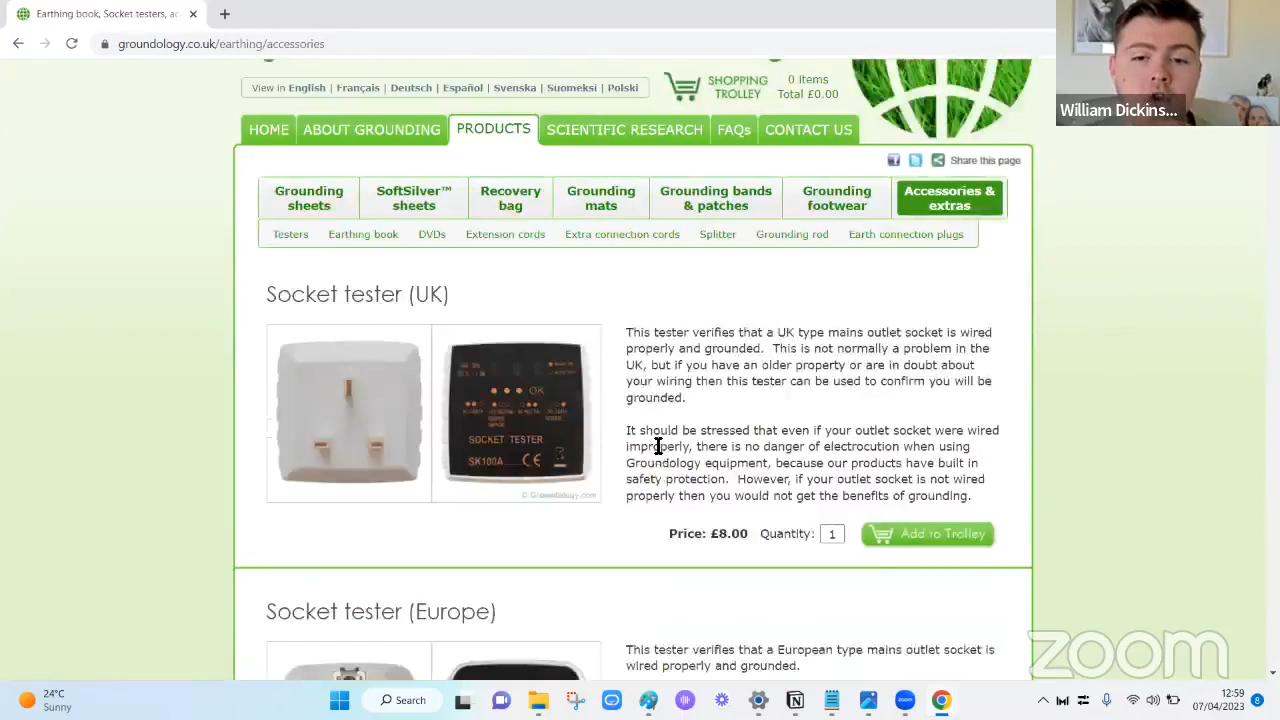 Earthing book, Socket testers, ac
groundology.co.uk/earthing/accessories
William Dickins...
View in English | Français | Deutsch | Español | Svenska | Suomeksi | Polski
SHOPPING TROLLEY
0 items
Total £0.00
HOME ABOUT GROUNDING PRODUCTS SCIENTIFIC RESEARCH FAQs CONTACT US
Share this page
Grounding sheets
SoftSilver™ sheets
Recovery bag
Grounding mats
Grounding bands & patches
Grounding footwear
Accessories & extras
Testers Earthing book DVDs Extension cords Extra connection cords Splitter Grounding rod Earth connection plugs
Socket tester (UK)
OK
SOCKET TESTER
SK100A CE
© Groundology.com
This tester verifies that a UK type mains outlet socket is wired
properly and grounded. This is not normally a problem in the
UK, but if you have an older property or are in doubt about
your wiring then this tester can be used to confirm you will be
grounded.
It should be stressed that even if your outlet socket were wired
improperly, there is no danger of electrocution when using
Groundology equipment, because our products have built in
safety protection. However, if your outlet socket is not wired
properly then you would not get the benefits of grounding.
Price: £8.00 Quantity: 1 Add to Trolley
Socket tester (Europe)
This tester verifies that a European type mains outlet socket is
wired properly and grounded.
zoom
24°C
Sunny
Search
12:59
07/04/2023
8